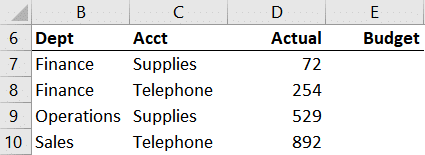 B C D E
6 Dept Acct Actual Budget
7 Finance Supplies 72
8 Finance Telephone 254
9 Operations Supplies 529
10 Sales Telephone 892